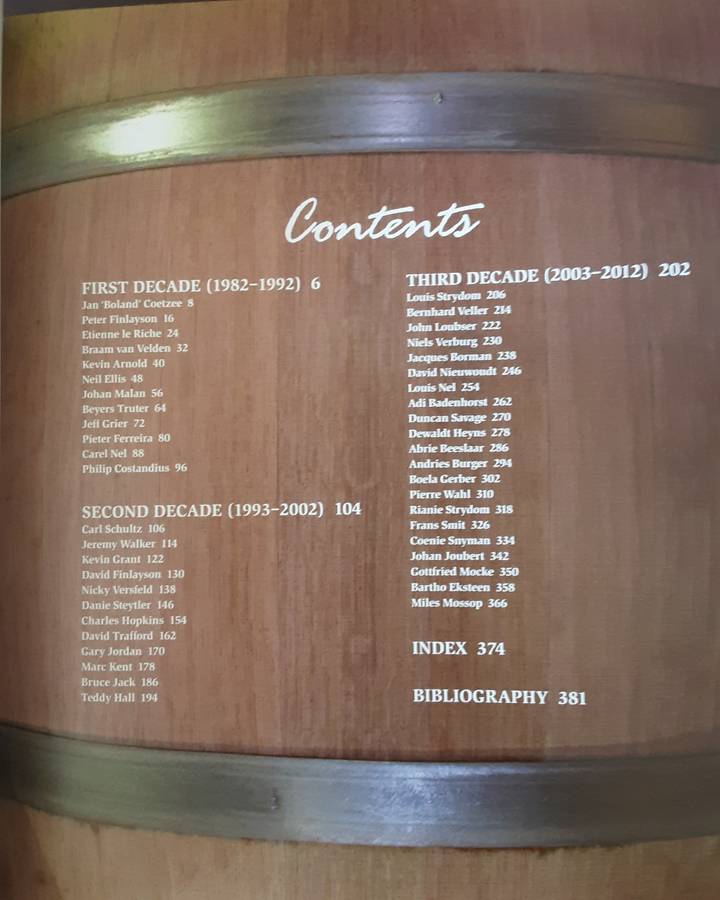 Contents
FIRST DECADE (1982–1992) 6
Jan ‘Boland’ Coetzee 8
Peter Finlayson 16
Etienne le Riche 24
Braam van Velden 32
Kevin Arnold 40
Neil Ellis 48
Johan Malan 56
Beyers Truter 64
Jeff Grier 72
Pieter Ferreira 80
Carel Nel 88
Philip Costandius 96
SECOND DECADE (1993–2002) 104
Carl Schultz 106
Jeremy Walker 114
Kevin Grant 122
David Finlayson 130
Nicky Versfeld 138
Danie Steytler 146
Charles Hopkins 154
David Trafford 162
Gary Jordan 170
Marc Kent 178
Bruce Jack 186
Teddy Hall 194
THIRD DECADE (2003–2012) 202
Louis Strydom 206
Bernhard Veller 214
John Loubser 222
Niels Verburg 230
Jacques Borman 238
David Nieuwoudt 246
Louis Nel 254
Adi Badenhorst 262
Duncan Savage 270
Dewaldt Heyns 278
Abrie Beeslaar 286
Andries Burger 294
Boela Gerber 302
Pierre Wahl 310
Rianie Strydom 318
Frans Smit 326
Coenie Snyman 334
Johan Joubert 342
Gottfried Mocke 350
Bartho Eksteen 358
Miles Mossop 366
INDEX 374
BIBLIOGRAPHY 381